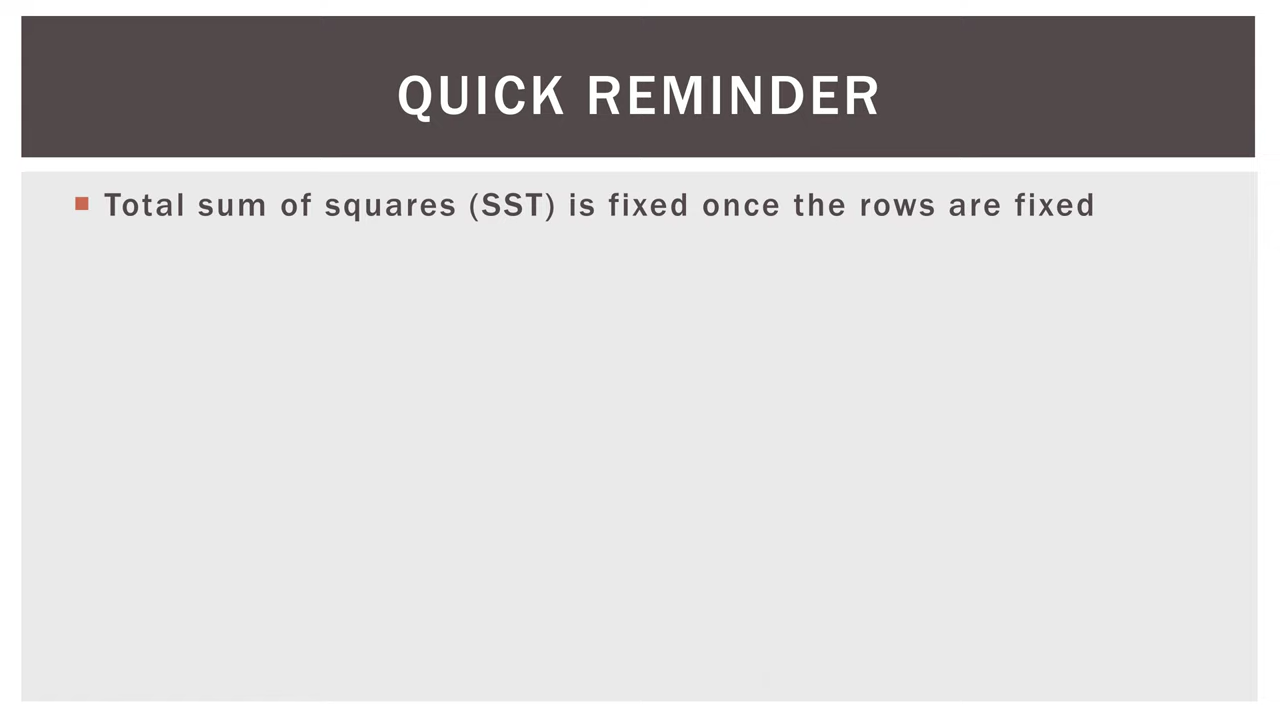 QUICK REMINDER
Total sum of squares (SST) is fixed once the rows are fixed